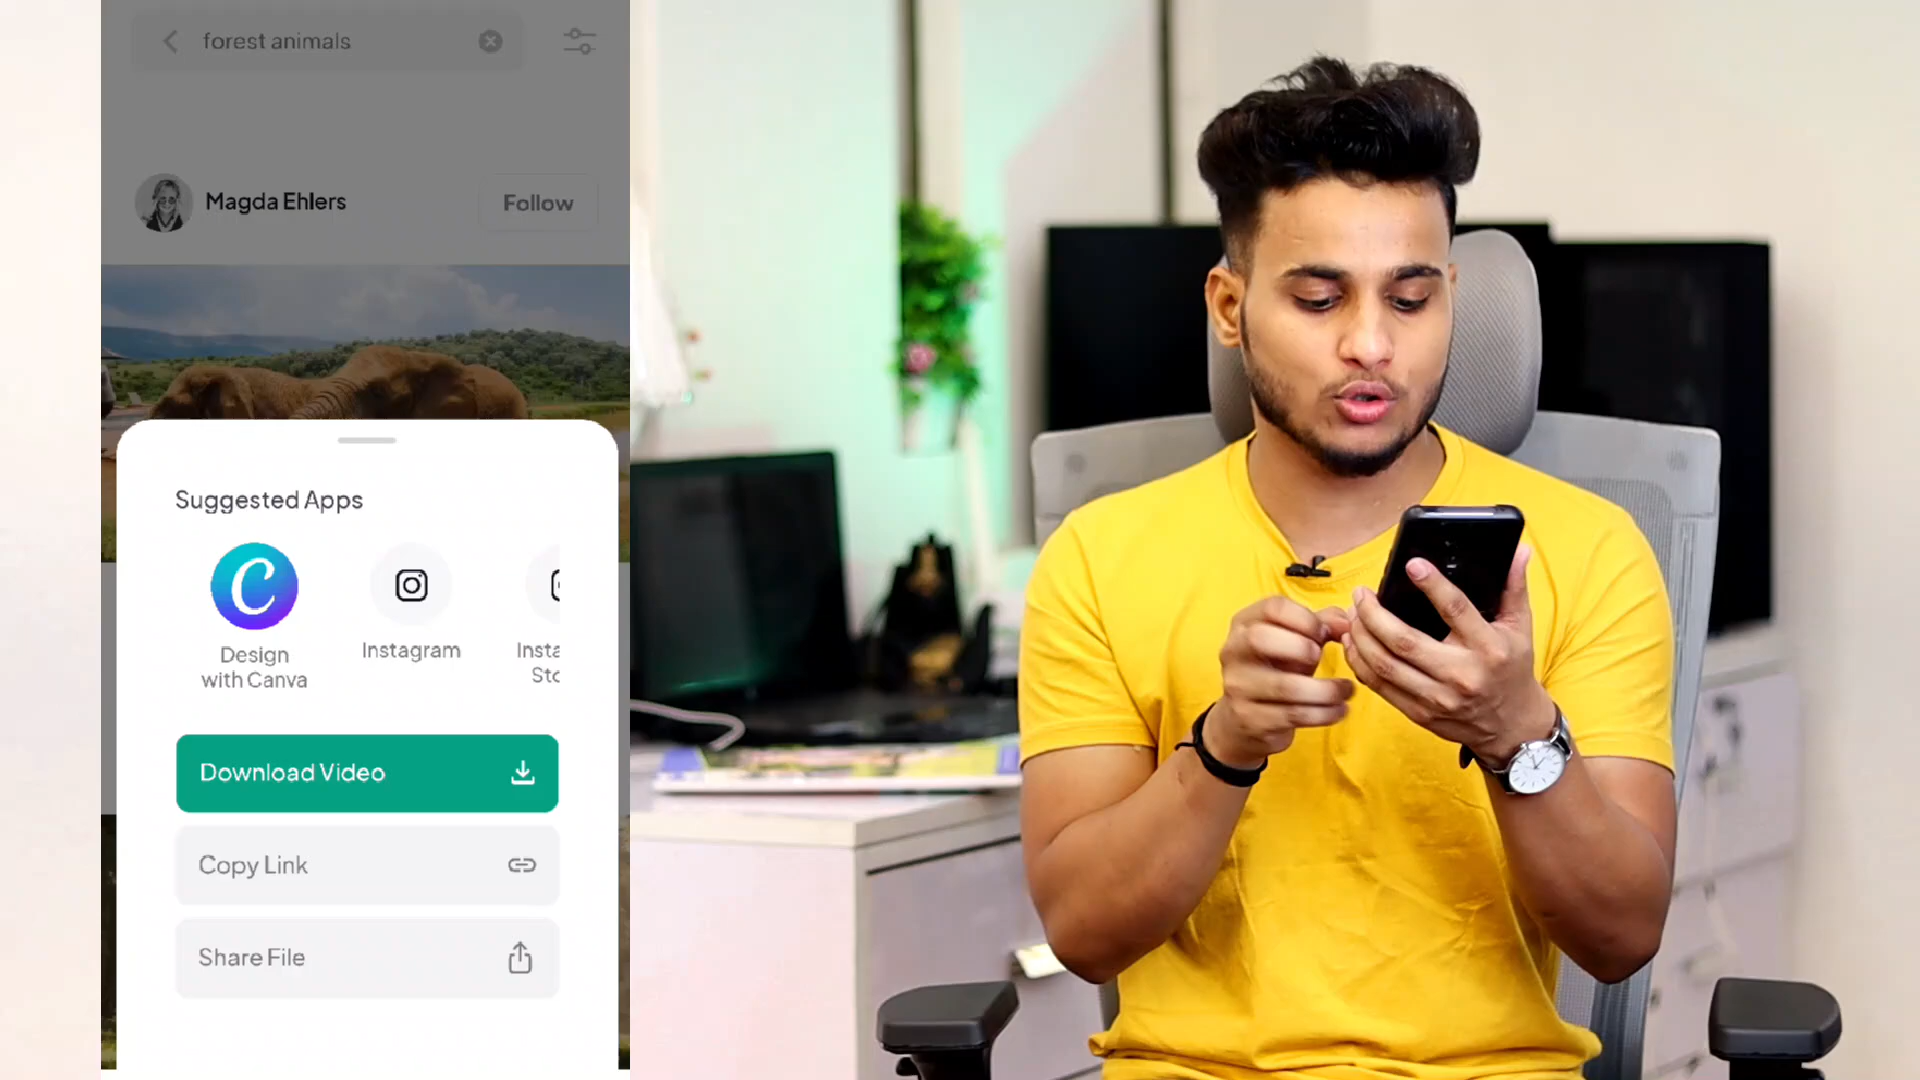 forest animals
Magda Ehlers
Follow
Suggested Apps
Design
with Canva
Instagram
Download Video
Copy Link
Share File